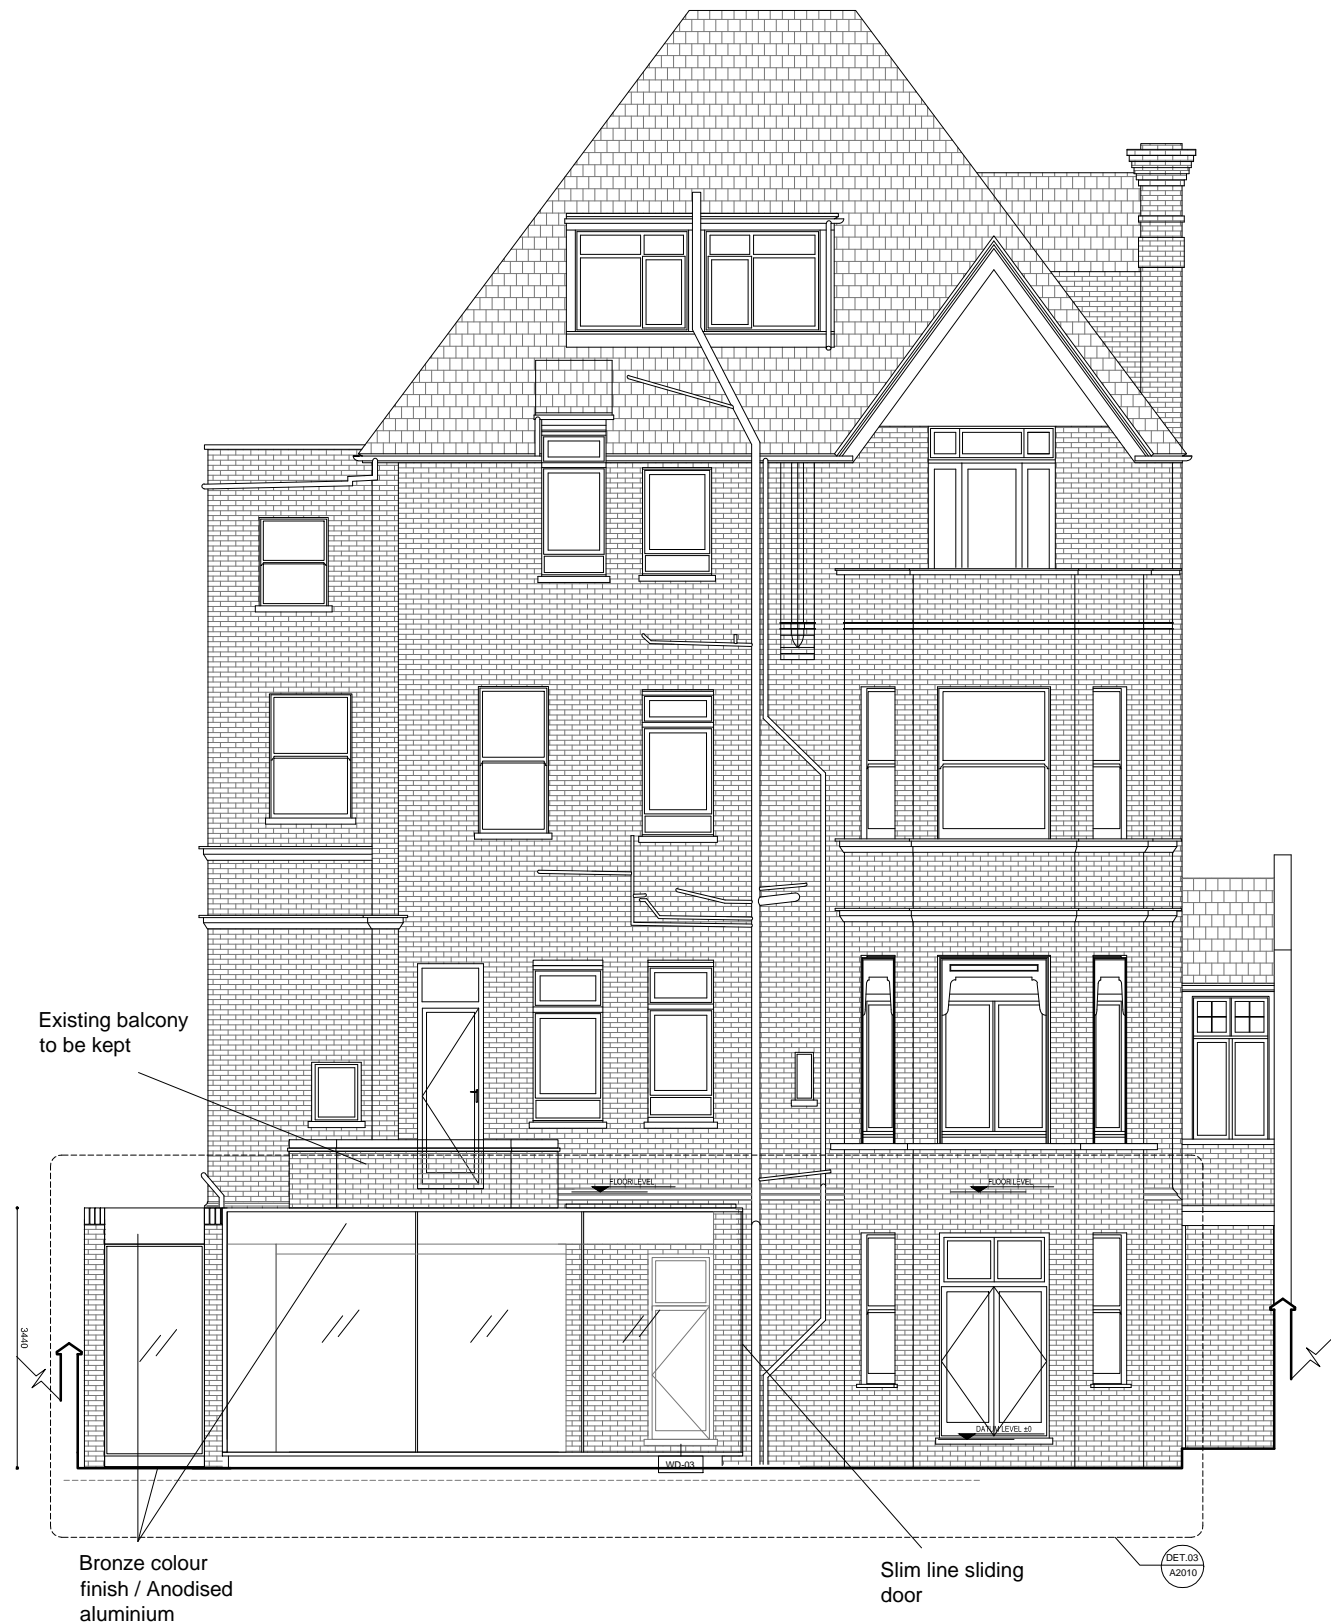 Existing balcony
to be kept
FLOOR LEVEL
FLOOR LEVEL
3440
DATUM LEVEL ±0
WD-03
Bronze colour
finish / Anodised
aluminium
Slim line sliding
door
DET.03
A2010